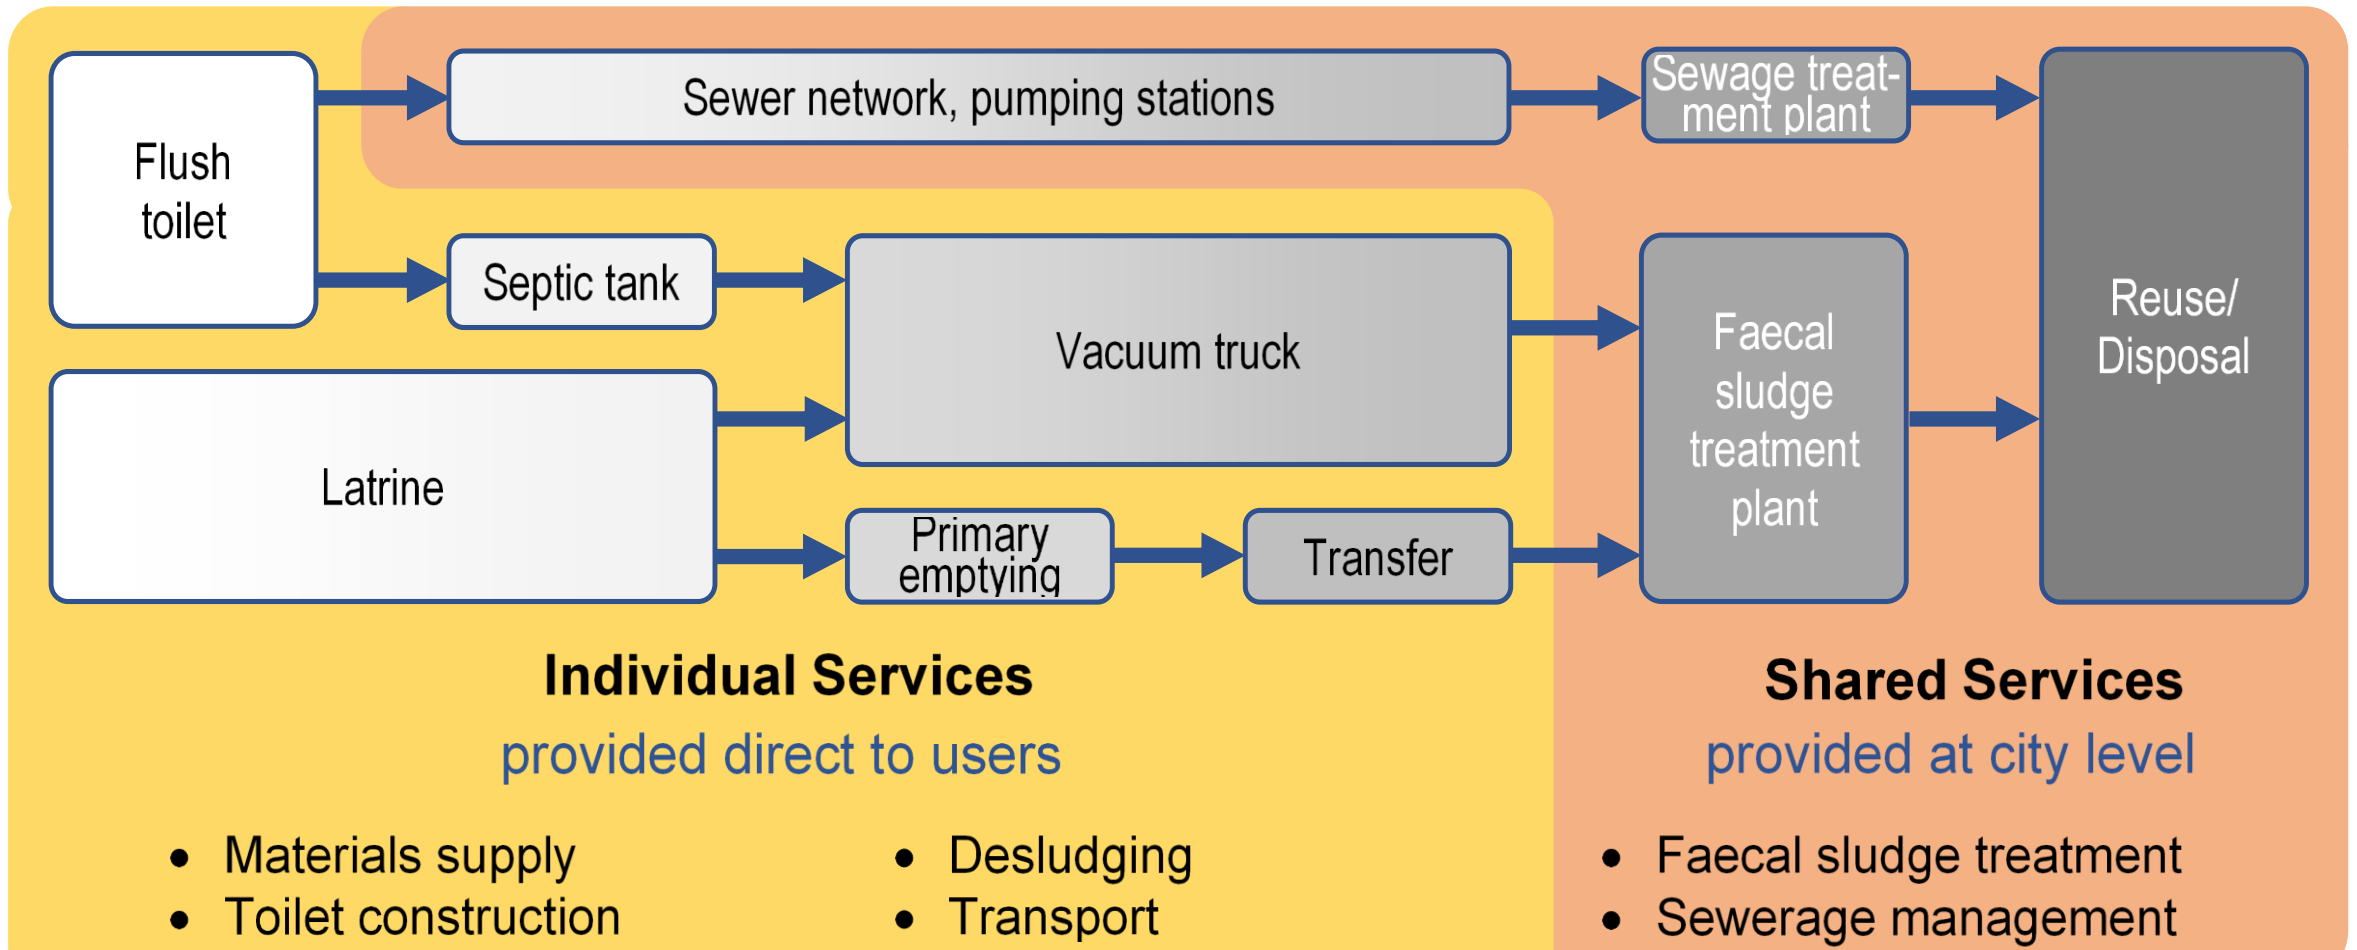 Flush
toilet
Sewer network, pumping stations
Sewage treat-
ment plant
Septic tank
Vacuum truck
Latrine
Primary
emptying
Transfer
Faecal
sludge
treatment
plant
Reuse/
Disposal
Individual Services
provided direct to users
• Materials supply
• Toilet construction
• Desludging
• Transport
Shared Services
provided at city level
• Faecal sludge treatment
• Sewerage management